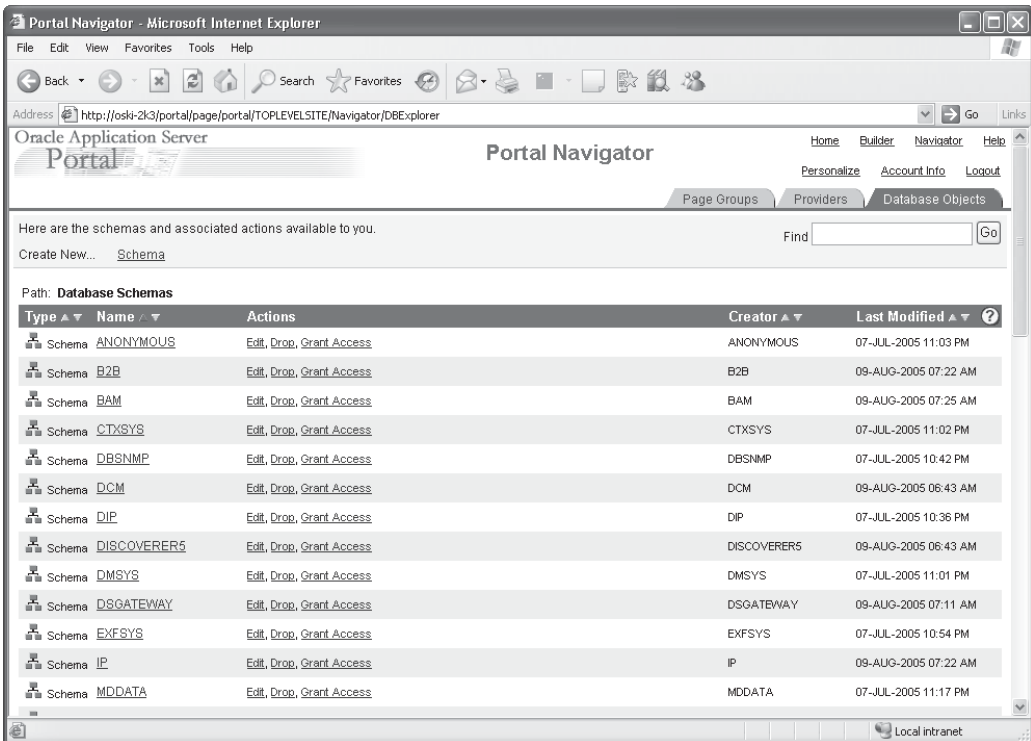 Portal Navigator - Microsoft Internet Explorer
File Edit View Favorites Tools Help
Back Search Favorites
Address http://oski-2k3/portal/page/portal/TOPLEVELSITE/Navigator/DBExplorer Go Links
Oracle Application Server
Portal
Portal Navigator
Home Builder Navigator Help
Personalize Account Info Logout
Page Groups Providers Database Objects
Here are the schemas and associated actions available to you.
Find Go
Create New... Schema
Path: Database Schemas
Type Name Actions Creator Last Modified ?
Schema ANONYMOUS Edit, Drop, Grant Access ANONYMOUS 07-JUL-2005 11:03 PM
Schema B2B Edit, Drop, Grant Access B2B 09-AUG-2005 07:22 AM
Schema BAM Edit, Drop, Grant Access BAM 09-AUG-2005 07:25 AM
Schema CTXSYS Edit, Drop, Grant Access CTXSYS 07-JUL-2005 11:02 PM
Schema DBSNMP Edit, Drop, Grant Access DBSNMP 07-JUL-2005 10:42 PM
Schema DCM Edit, Drop, Grant Access DCM 09-AUG-2005 06:43 AM
Schema DIP Edit, Drop, Grant Access DIP 07-JUL-2005 10:36 PM
Schema DISCOVERER5 Edit, Drop, Grant Access DISCOVERER5 09-AUG-2005 06:43 AM
Schema DMSYS Edit, Drop, Grant Access DMSYS 07-JUL-2005 11:01 PM
Schema DSGATEWAY Edit, Drop, Grant Access DSGATEWAY 09-AUG-2005 07:11 AM
Schema EXFSYS Edit, Drop, Grant Access EXFSYS 07-JUL-2005 10:54 PM
Schema IP Edit, Drop, Grant Access IP 09-AUG-2005 07:22 AM
Schema MDDATA Edit, Drop, Grant Access MDDATA 07-JUL-2005 11:17 PM
Local intranet